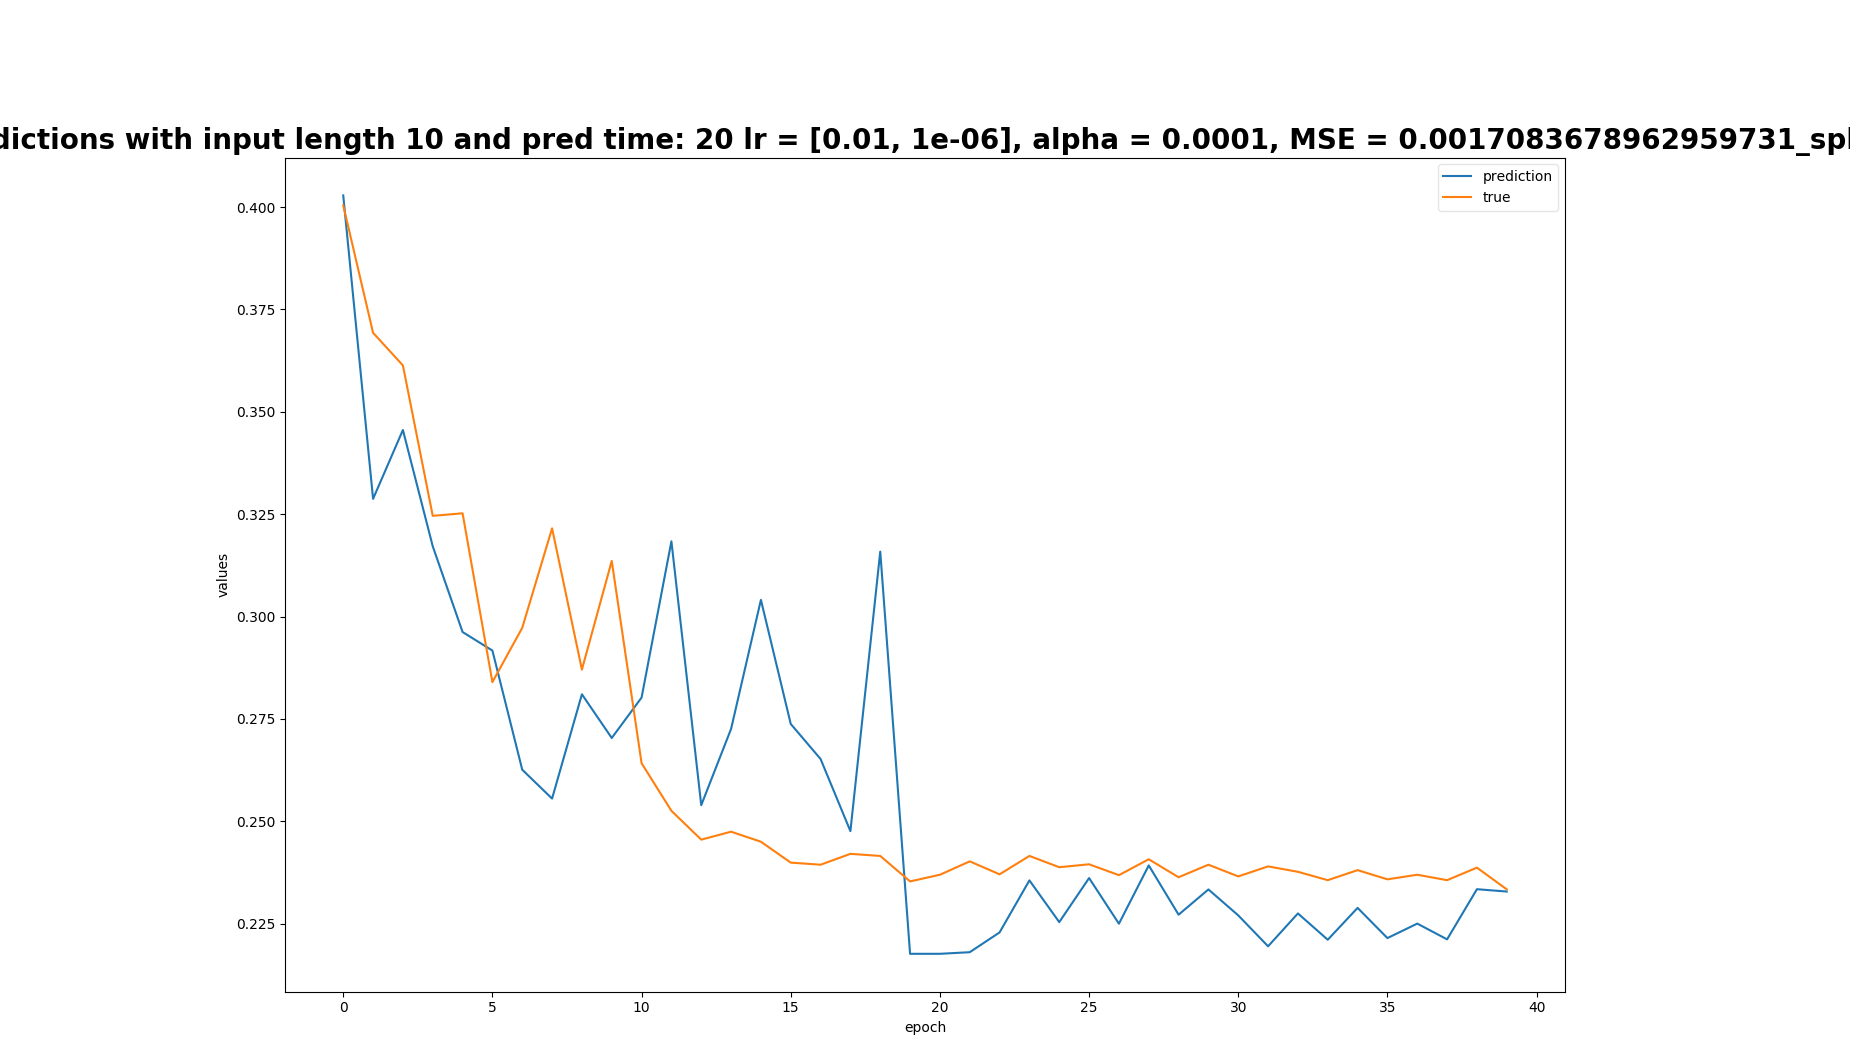 dictions with input length 10 and pred time: 20 lr = [0.01, 1e-06], alpha = 0.0001, MSE = 0.0017083678962959731_spl
prediction
true
0.400
0.375
0.350
0.325
0.300
0.275
0.250
0.225
values
0 5 10 15 20 25 30 35 40
epoch